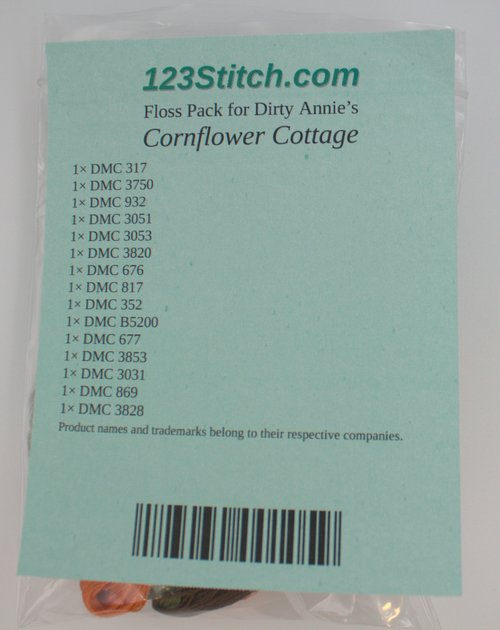 123Stitch.com
Floss Pack for Dirty Annie's
Cornflower Cottage
1× DMC 317
1× DMC 3750
1× DMC 932
1× DMC 3051
1× DMC 3053
1× DMC 3820
1× DMC 676
1× DMC 817
1× DMC 352
1× DMC B5200
1× DMC 677
1× DMC 3853
1× DMC 3031
1× DMC 869
1× DMC 3828
Product names and trademarks belong to their respective companies.